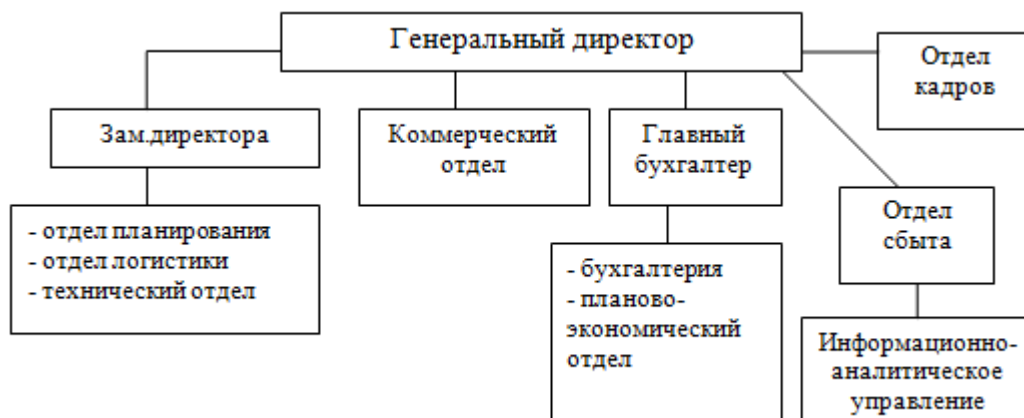 Генеральный директор
Отдел
кадров
Зам.директора
Коммерческий
отдел
Главный
бухгалтер
Отдел
сбыта
- отдел планирования
- отдел логистики
- технический отдел
- бухгалтерия
- планово-
экономический
отдел
Информационно-
аналитическое
управление